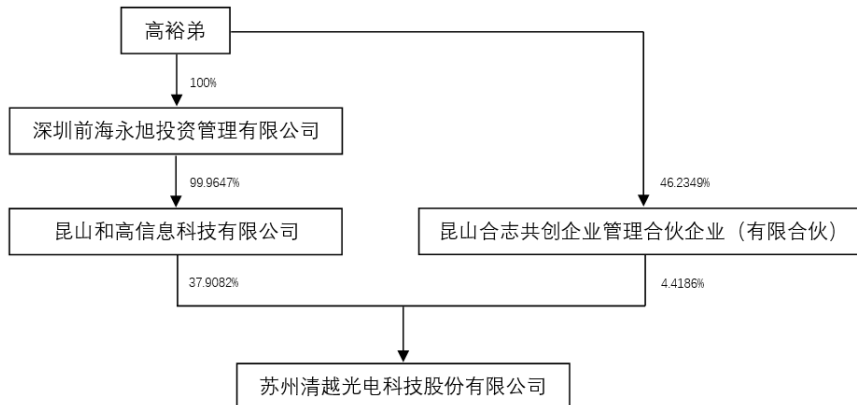 高裕弟
100%
深圳前海永旭投资管理有限公司
99.9647%
46.2349%
昆山和高信息科技有限公司
昆山合志共创企业管理合伙企业（有限合伙）
37.9082%
4.4186%
苏州清越光电科技股份有限公司